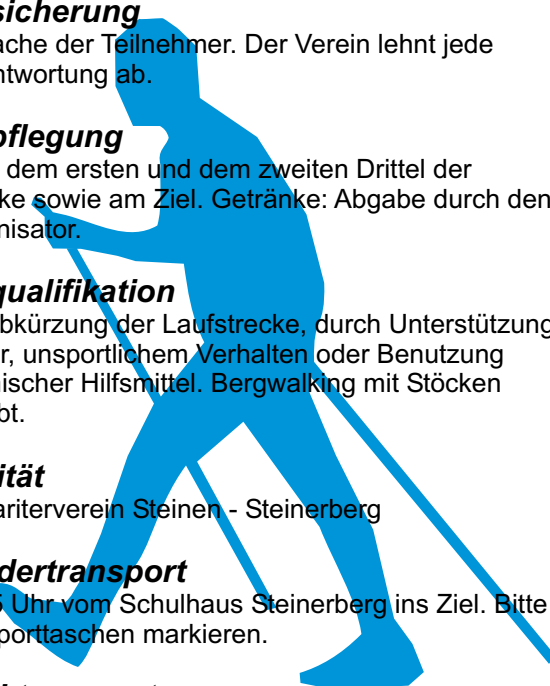 sicherung
ache der Teilnehmer. Der Verein lehnt jede
ntwortung ab.
pflegung
dem ersten und dem zweiten Drittel der
ke sowie am Ziel. Getränke: Abgabe durch den
nisator.
qualifikation
bkürzung der Laufstrecke, durch Unterstützung
r, unsportlichem Verhalten oder Benutzung
nischer Hilfsmittel. Bergwalking mit Stöcken
bt.
ität
ariterverein Steinen - Steinerberg
dertransport
5 Uhr vom Schulhaus Steinerberg ins Ziel. Bitte
porttaschen markieren.